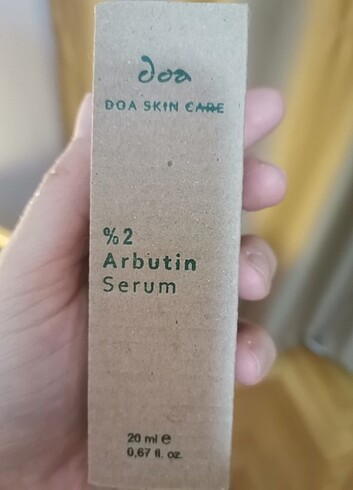 doa
DOA SKIN CARE
%2
Arbutin
Serum
20 ml e
0,67 fl. oz.